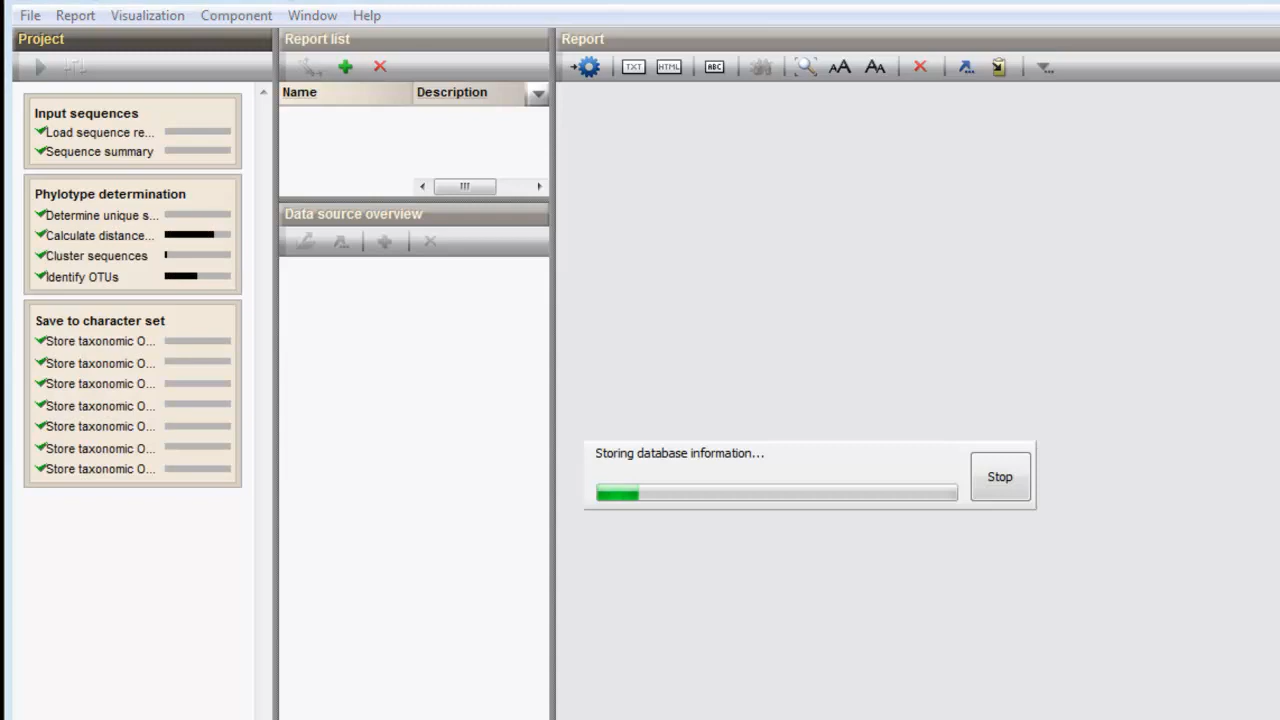 File Report Visualization Component Window Help
Project
Input sequences
Load sequence re...
Sequence summary
Phylotype determination
Determine unique s...
Calculate distance...
Cluster sequences
Identify OTUs
Save to character set
Store taxonomic O...
Store taxonomic O...
Store taxonomic O...
Store taxonomic O...
Store taxonomic O...
Store taxonomic O...
Store taxonomic O...
Report list
Name Description
Data source overview
Report
TXT HTML ABC AA AA
Storing database information...
Stop